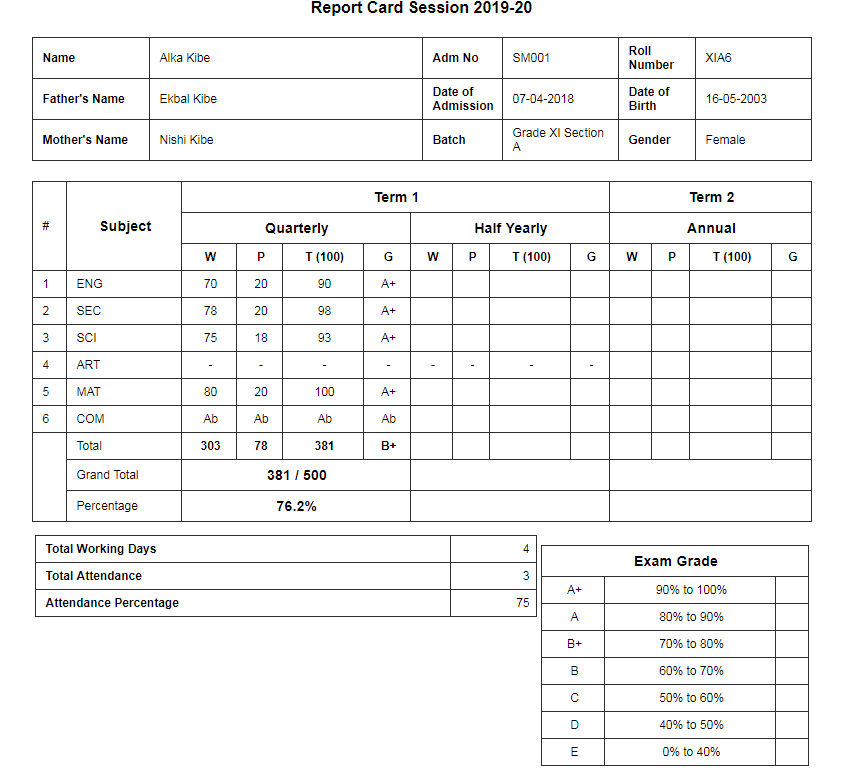 Report Card Session 2019-20
Name Alka Kibe Adm No SM001 Roll Number XIA6
Father's Name Ekbal Kibe Date of Admission 07-04-2018 Date of Birth 16-05-2003
Mother's Name Nishi Kibe Batch Grade XI Section A Gender Female
# Subject Term 1 Term 2
Quarterly Half Yearly Annual
W P T (100) G W P T (100) G W P T (100) G
1 ENG 70 20 90 A+
2 SEC 78 20 98 A+
3 SCI 75 18 93 A+
4 ART - - - - - - - -
5 MAT 80 20 100 A+
6 COM Ab Ab Ab Ab
Total 303 78 381 B+
Grand Total 381 / 500
Percentage 76.2%
Total Working Days 4
Total Attendance 3
Attendance Percentage 75
Exam Grade
A+ 90% to 100%
A 80% to 90%
B+ 70% to 80%
B 60% to 70%
C 50% to 60%
D 40% to 50%
E 0% to 40%